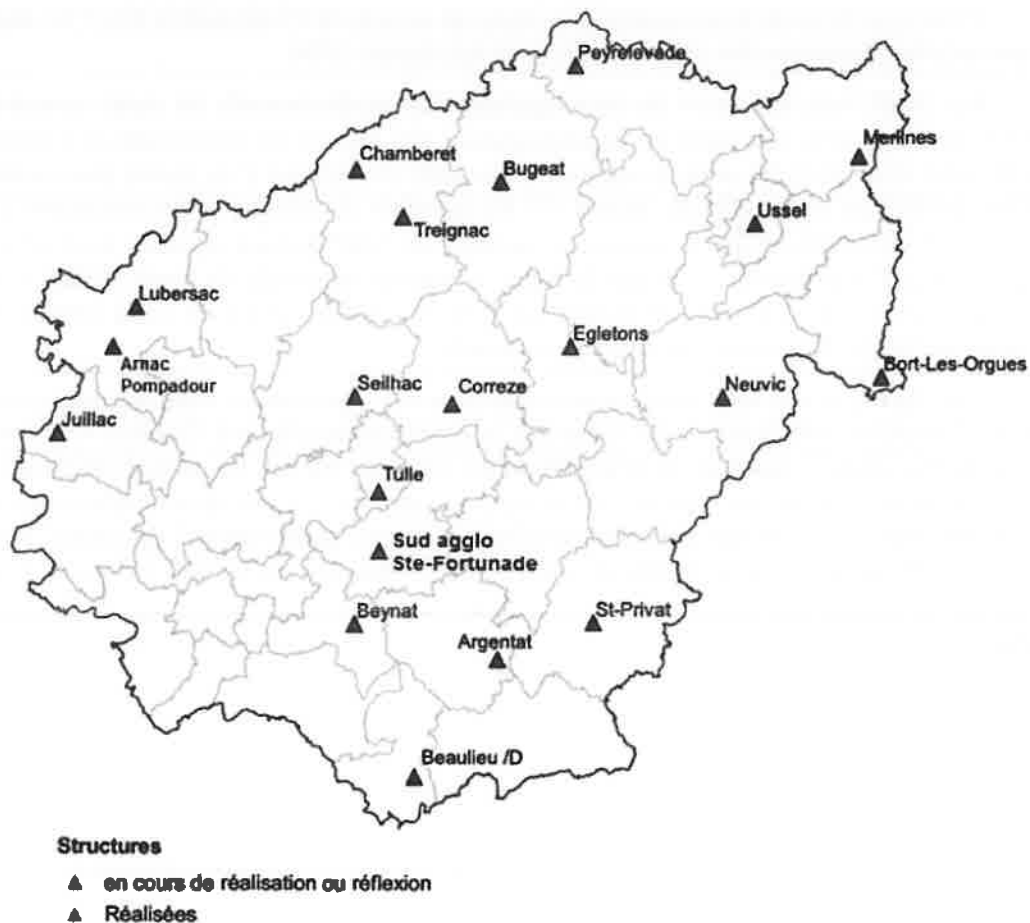 Peyrelevade
Chamberet
Bugeat
Merlines
Treignac
Ussel
Lubersac
Egletons
Arnac
Pompadour
Bort-Les-Orgues
Seilhac
Correze
Neuvic
Juillac
Tulle
Sud agglo
Ste-Fortunade
Beynat
St-Privat
Argentat
Beaulieu /D
Structures
en cours de réalisation ou réflexion
Réalisées